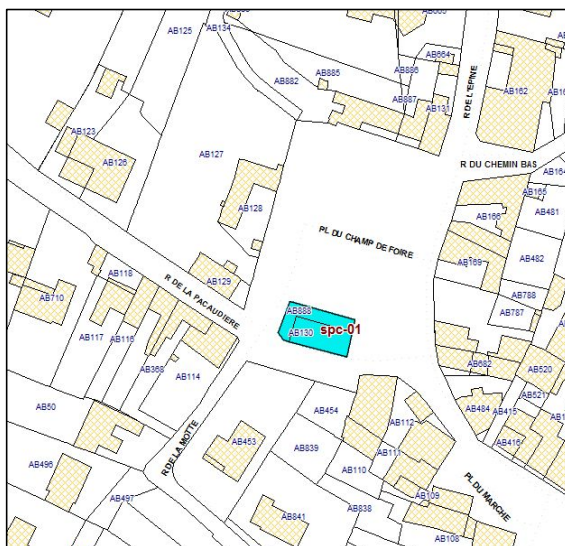 AB125
AB134
AB664
AB882
AB885
AB886
AB887
AB131
R DE L'EPINE
AB162
AB123
AB126
AB127
AB128
R DU CHEMIN BAS
AB164
AB165
AB481
AB166
PL DU CHAMP DE FOIRE
AB482
AB169
AB118
R DE LA PACAUDIERE
AB129
AB788
AB787
AB710
AB117
AB116
AB368
AB114
AB888
AB130
spc-01
AB682
AB520
AB521
AB50
R DE LA MOTTE
AB454
AB112
AB484
AB415
AB416
AB453
AB839
AB111
AB110
AB496
AB497
AB109
PL DU MARCHE
AB841
AB838
AB108